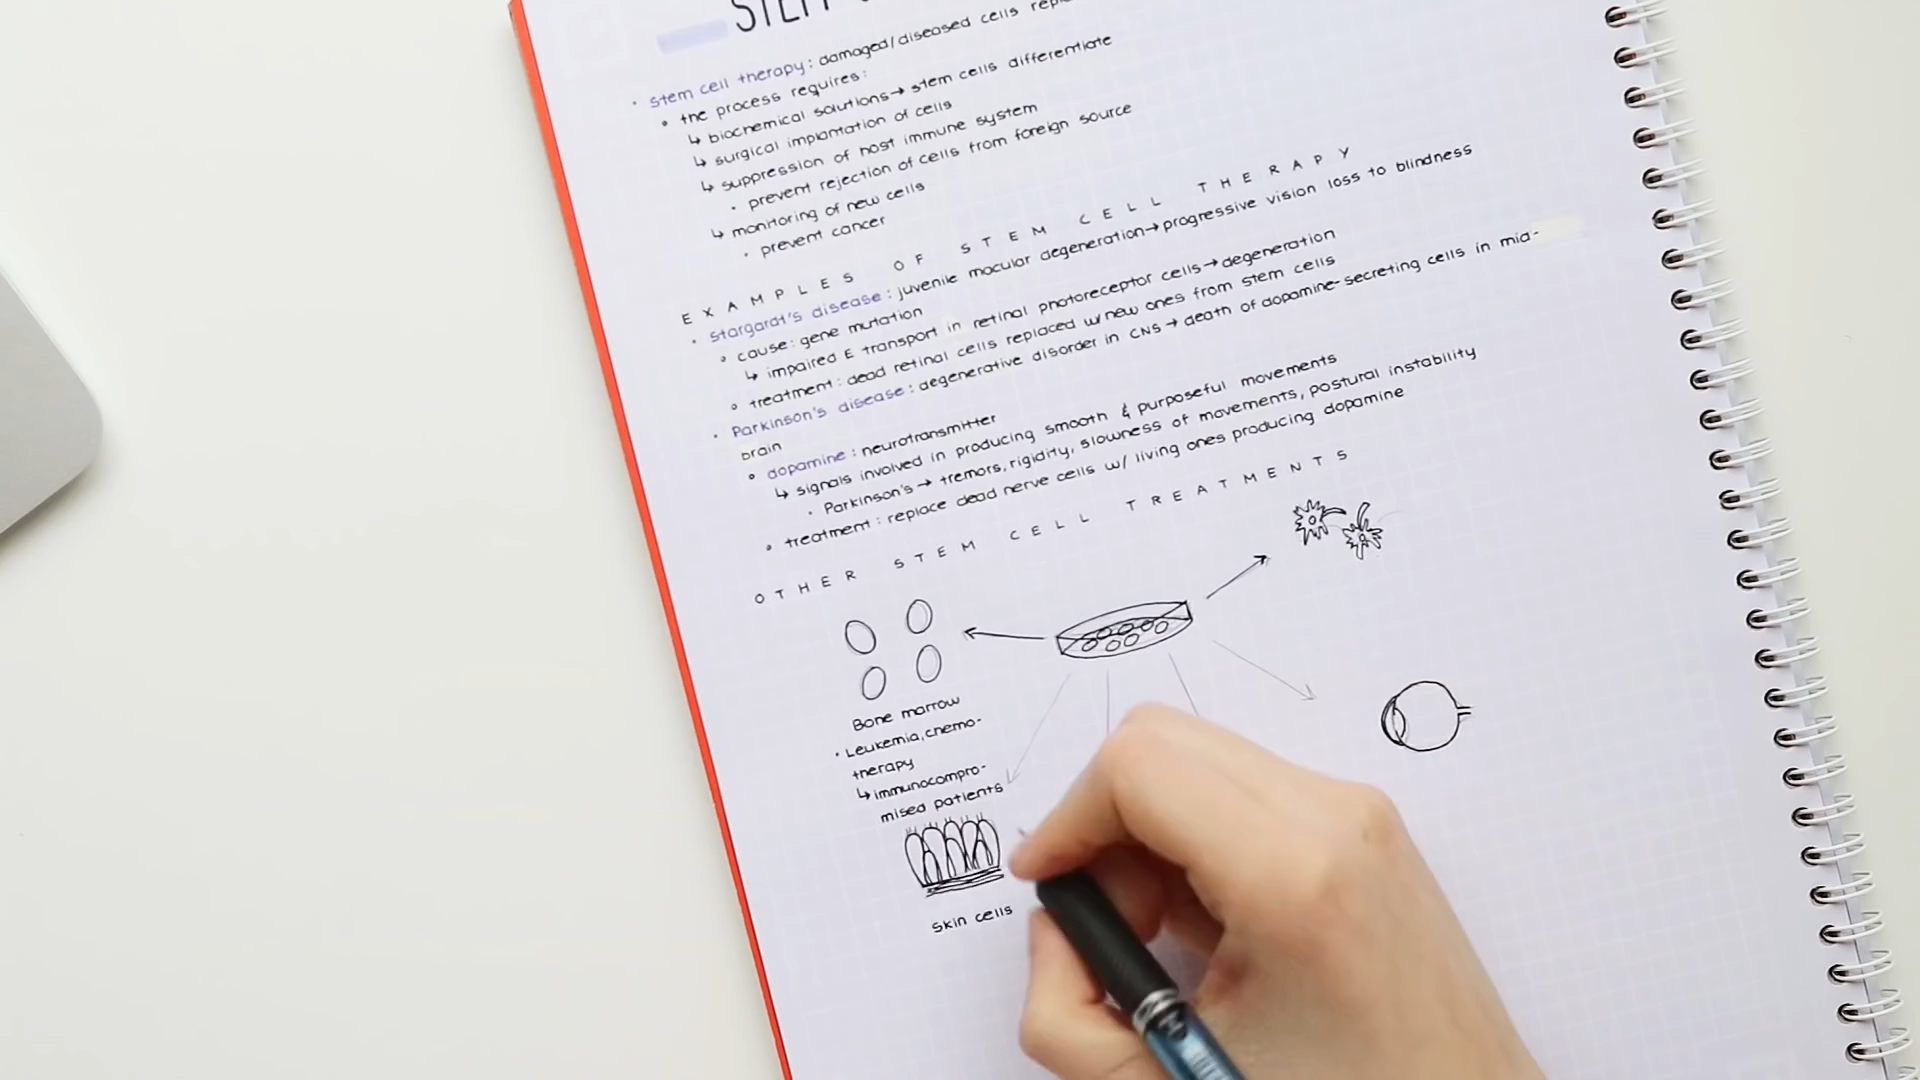 STEM
stem cell therapy: damaged/diseased cells
• the process requires:
↳ biochemical solutions → stem cells differentiate
↳ surgical implantation of cells
↳ suppression of host immune system
• prevent rejection of cells from foreign source
↳ monitoring of new cells
• prevent cancer
EXAMPLES OF STEM CELL THERAPY
• Stargardt's disease: juvenile macular degeneration → progressive vision loss to blindness
• cause: gene mutation
↳ impaired E transport in retinal photoreceptor cells → degeneration
• treatment: dead retinal cells replaced w/ new ones from stem cells
• Parkinson's disease: degenerative disorder in CNS → death of dopamine-secreting cells in mid-
brain
• dopamine: neurotransmitter
↳ signals involved in producing smooth & purposeful movements
• Parkinson's → tremors, rigidity, slowness of movements, postural instability
• treatment: replace dead nerve cells w/ living ones producing dopamine
OTHER STEM CELL TREATMENTS
Bone marrow
• Leukemia, chemo-
therapy
↳ immunocompro-
mised patients
Skin cells